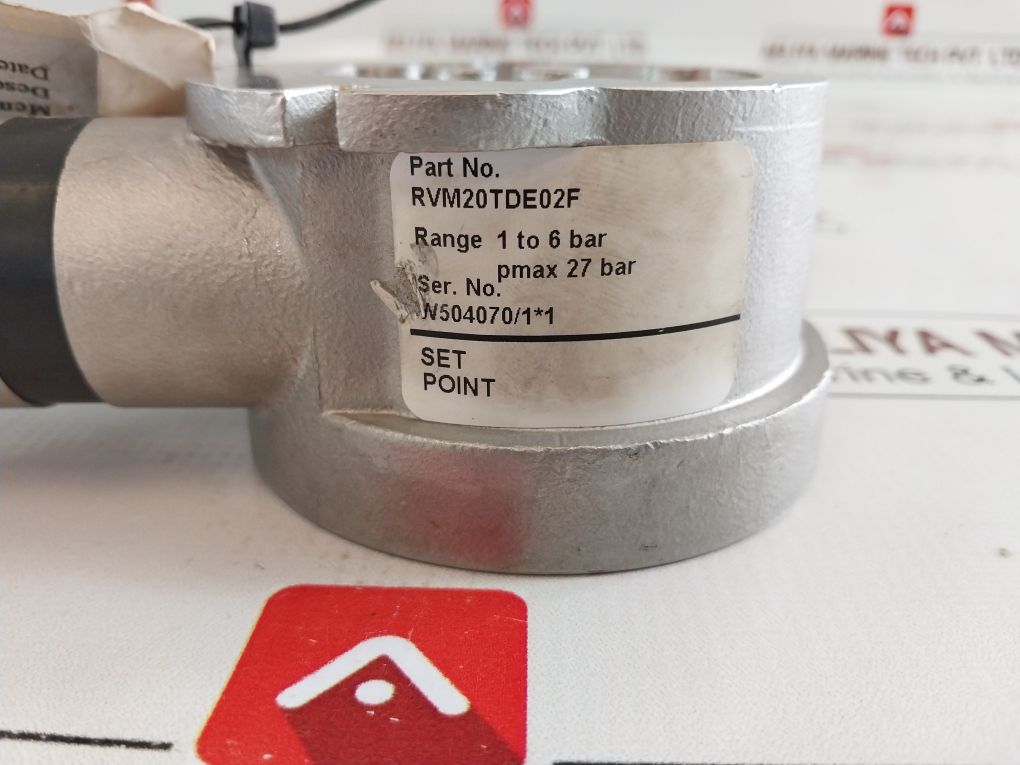 Part No.
RVM20TDE02F
Range 1 to 6 bar
pmax 27 bar
Ser. No.
W504070/1*1
SET
POINT